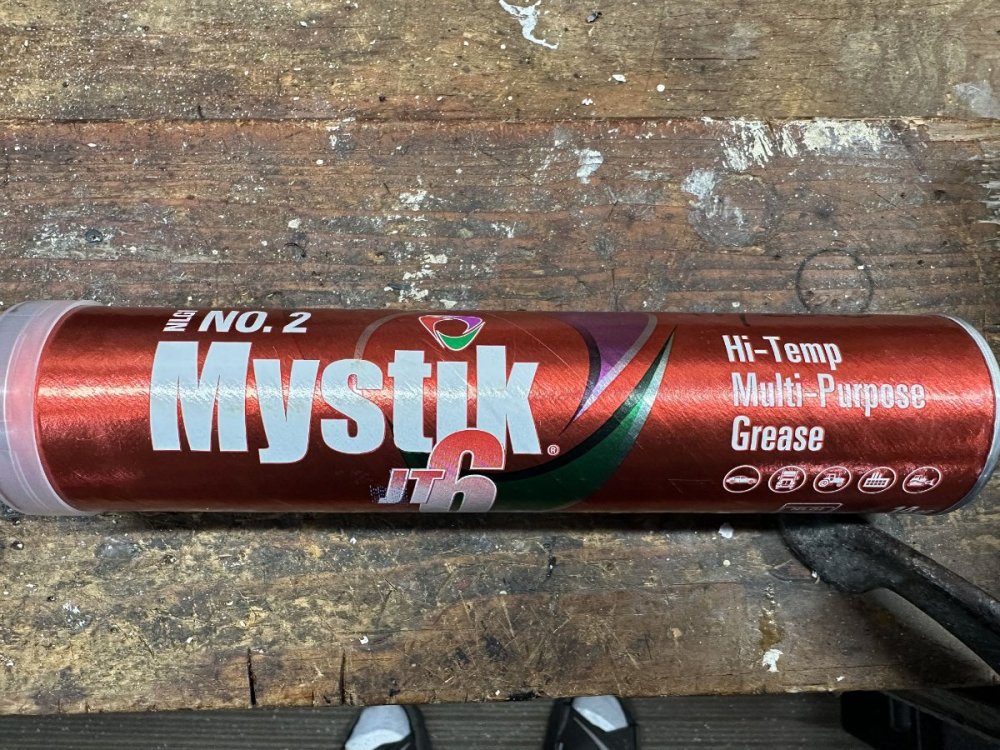 NLGI NO. 2
Mystik®
JT6
Hi-Temp
Multi-Purpose
Grease